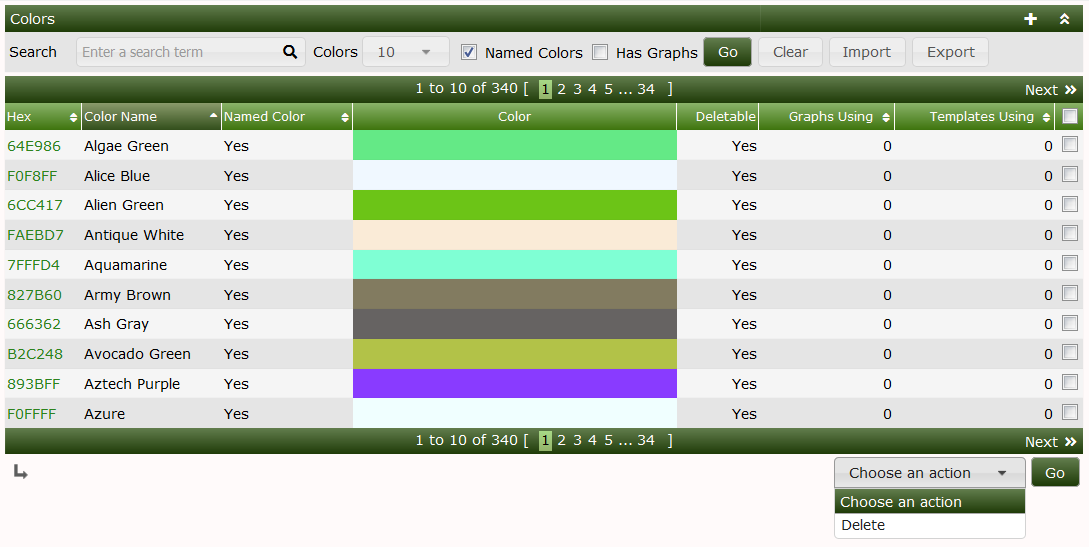 Colors
Search Enter a search term Colors 10 Named Colors Has Graphs Go Clear Import Export
1 to 10 of 340 [ 1 2 3 4 5 ... 34 ] Next
Hex Color Name Named Color Color Deletable Graphs Using Templates Using
64E986 Algae Green Yes Yes 0 0
F0F8FF Alice Blue Yes Yes 0 0
6CC417 Alien Green Yes Yes 0 0
FAEBD7 Antique White Yes Yes 0 0
7FFFD4 Aquamarine Yes Yes 0 0
827B60 Army Brown Yes Yes 0 0
666362 Ash Gray Yes Yes 0 0
B2C248 Avocado Green Yes Yes 0 0
893BFF Aztech Purple Yes Yes 0 0
F0FFFF Azure Yes Yes 0 0
1 to 10 of 340 [ 1 2 3 4 5 ... 34 ] Next
Choose an action Go
Choose an action
Delete